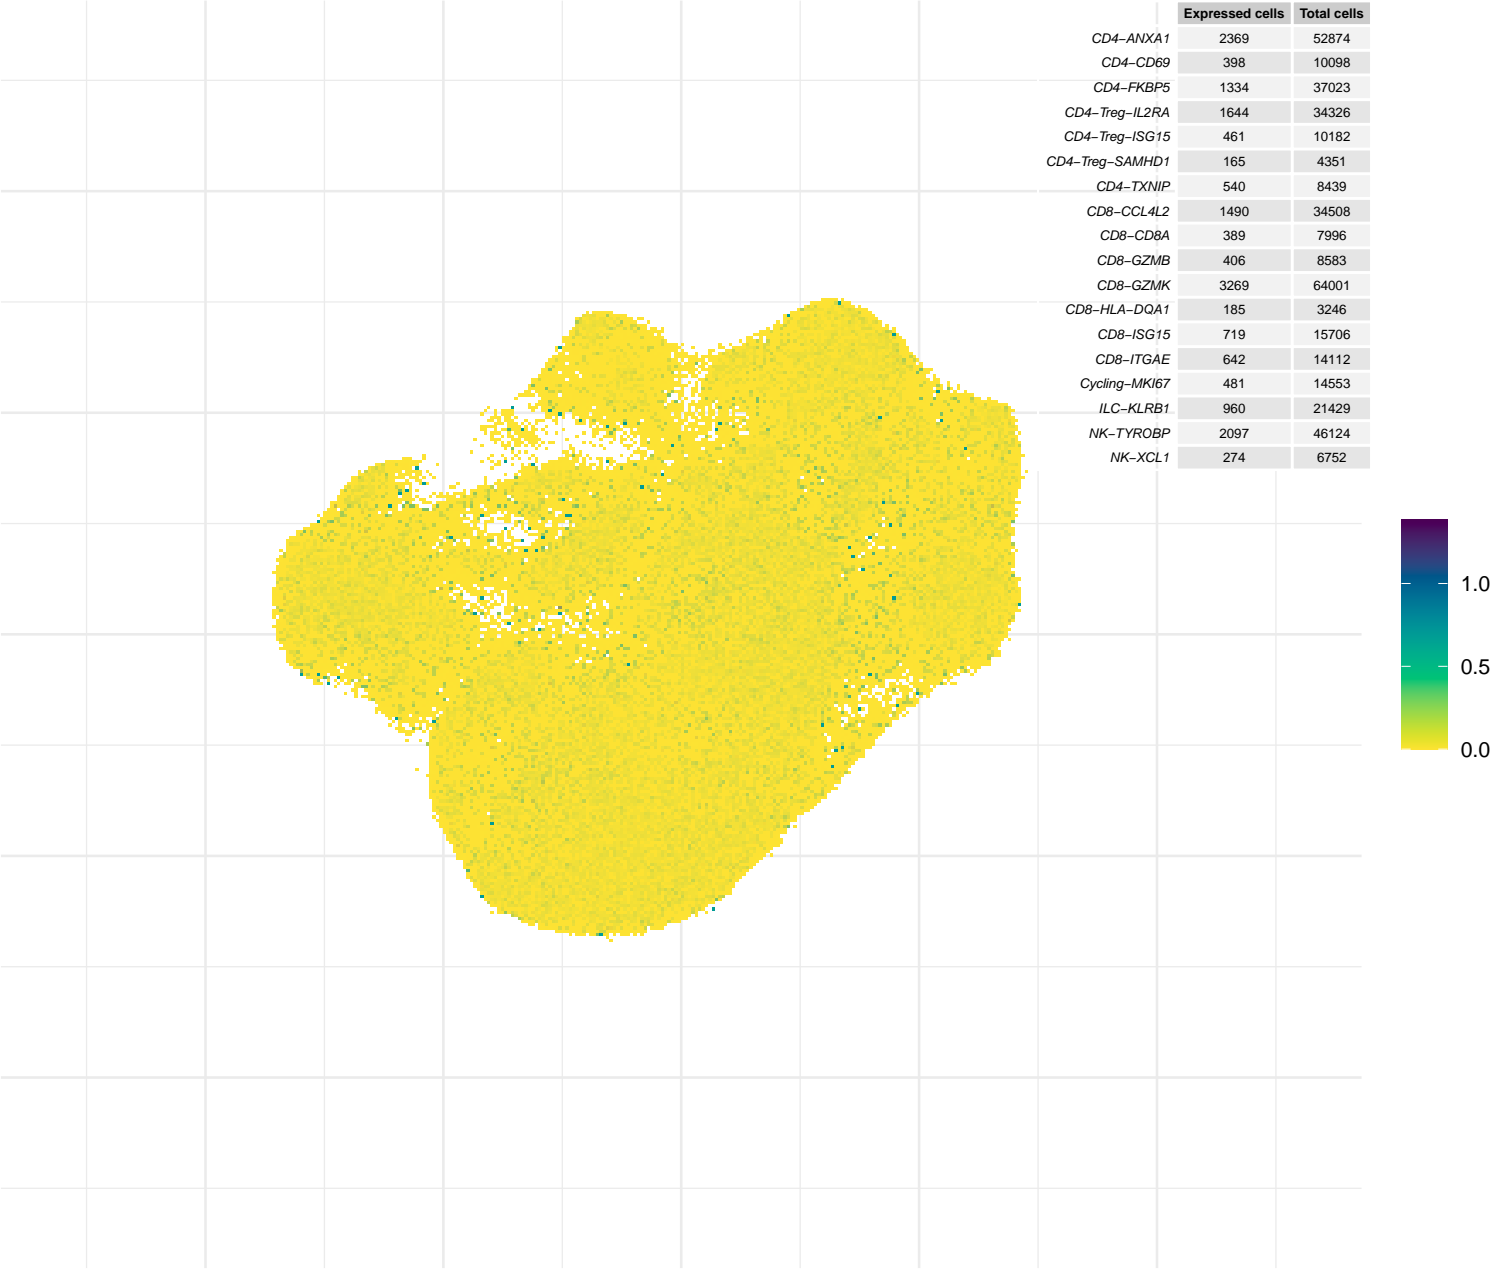 Expressed cells Total cells
CD4−ANXA1 2369 52874
CD4−CD69 398 10098
CD4−FKBP5 1334 37023
CD4−Treg−IL2RA 1644 34326
CD4−Treg−ISG15 461 10182
CD4−Treg−SAMHD1 165 4351
CD4−TXNIP 540 8439
CD8−CCL4L2 1490 34508
CD8−CD8A 389 7996
CD8−GZMB 406 8583
CD8−GZMK 3269 64001
CD8−HLA−DQA1 185 3246
CD8−ISG15 719 15706
CD8−ITGAE 642 14112
Cycling−MKI67 481 14553
ILC−KLRB1 960 21429
NK−TYROBP 2097 46124
NK−XCL1 274 6752
1.0
0.5
0.0